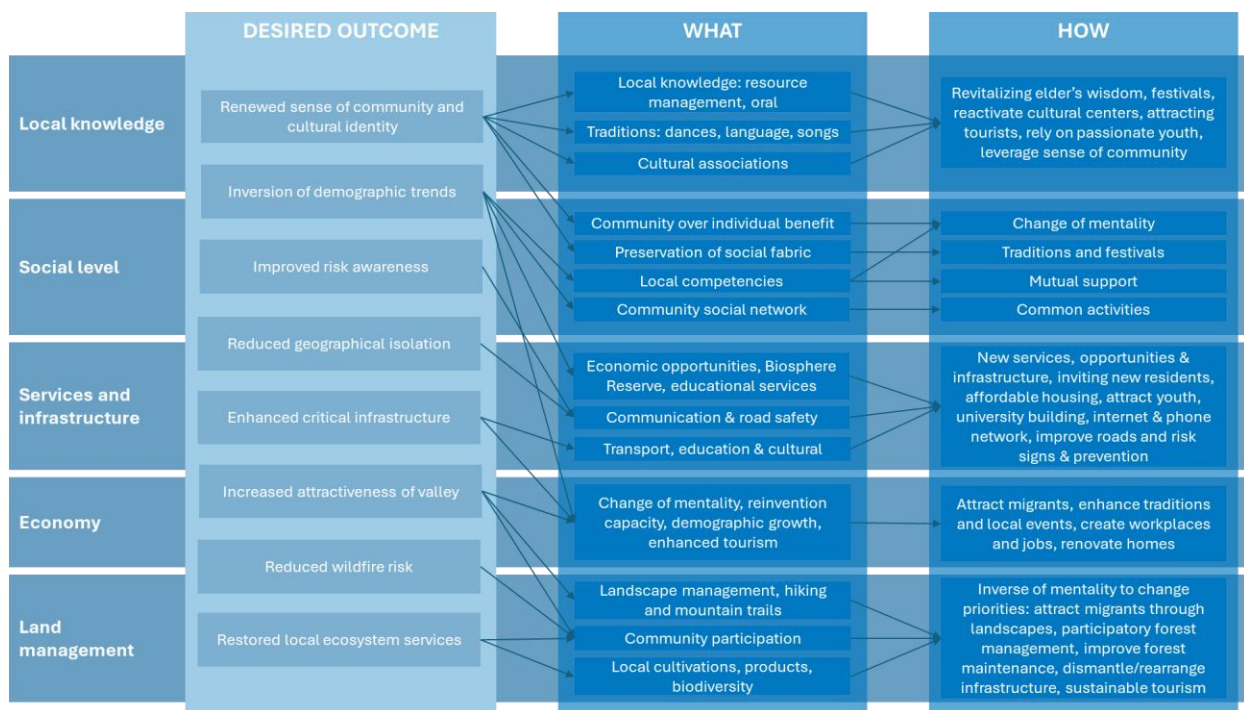 DESIRED OUTCOME
WHAT
HOW
Local knowledge
Renewed sense of community and
cultural identity
Inversion of demographic trends
Local knowledge: resource
management, oral
Traditions: dances, language, songs
Cultural associations
Revitalizing elder's wisdom, festivals,
reactivate cultural centers, attracting
tourists, rely on passionate youth,
leverage sense of community
Social level
Improved risk awareness
Community over individual benefit
Preservation of social fabric
Local competencies
Community social network
Change of mentality
Traditions and festivals
Mutual support
Common activities
Services and
infrastructure
Reduced geographical isolation
Enhanced critical infrastructure
Economic opportunities, Biosphere
Reserve, educational services
Communication & road safety
Transport, education & cultural
New services, opportunities &
infrastructure, inviting new residents,
affordable housing, attract youth,
university building, internet & phone
network, improve roads and risk
signs & prevention
Economy
Increased attractiveness of valley
Reduced wildfire risk
Change of mentality, reinvention
capacity, demographic growth,
enhanced tourism
Attract migrants, enhance traditions
and local events, create workplaces
and jobs, renovate homes
Land
management
Restored local ecosystem services
Landscape management, hiking
and mountain trails
Community participation
Local cultivations, products,
biodiversity
Inverse of mentality to change
priorities: attract migrants through
landscapes, participatory forest
management, improve forest
maintenance, dismantle/rearrange
infrastructure, sustainable tourism